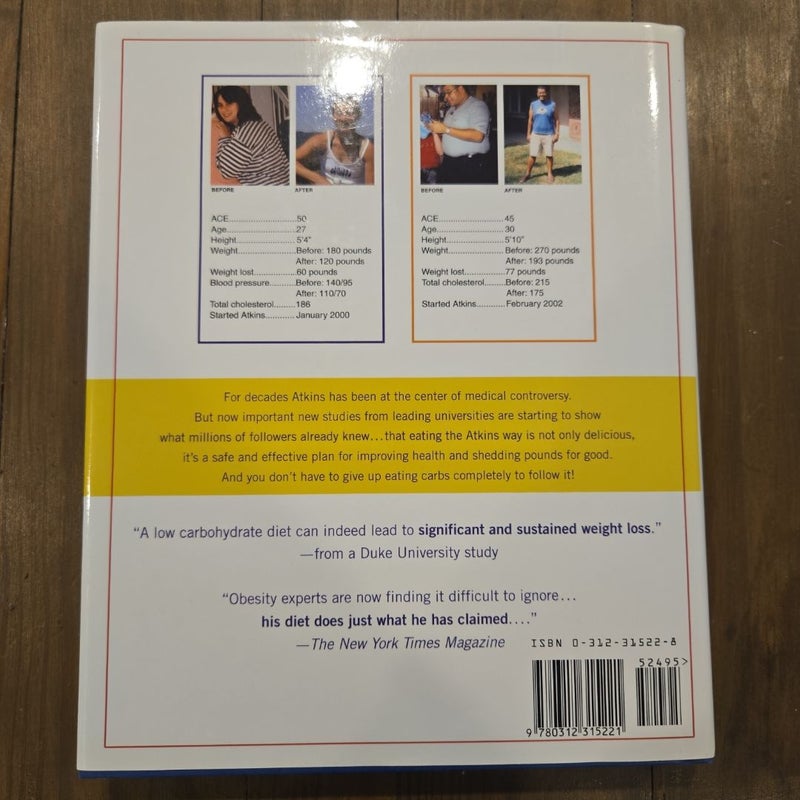 BEFORE
AFTER
ACE....................50
Age....................27
Height.................5'4"
Weight.................Before: 180 pounds
After: 120 pounds
Weight lost............60 pounds
Blood pressure.......Before: 140/95
After: 110/70
Total cholesterol.......186
Started Atkins..........January 2000
BEFORE
AFTER
ACE....................45
Age....................30
Height.................5'10"
Weight.................Before: 270 pounds
After: 193 pounds
Weight lost............77 pounds
Total cholesterol......Before: 215
After: 175
Started Atkins..........February 2002
For decades Atkins has been at the center of medical controversy.
But now important new studies from leading universities are starting to show
what millions of followers already knew...that eating the Atkins way is not only delicious,
it's a safe and effective plan for improving health and shedding pounds for good.
And you don't have to give up eating carbs completely to follow it!
"A low carbohydrate diet can indeed lead to significant and sustained weight loss."
—from a Duke University study
"Obesity experts are now finding it difficult to ignore...
his diet does just what he has claimed...."
—The New York Times Magazine
ISBN 0-312-31522-8
52495>
9 780312 315221